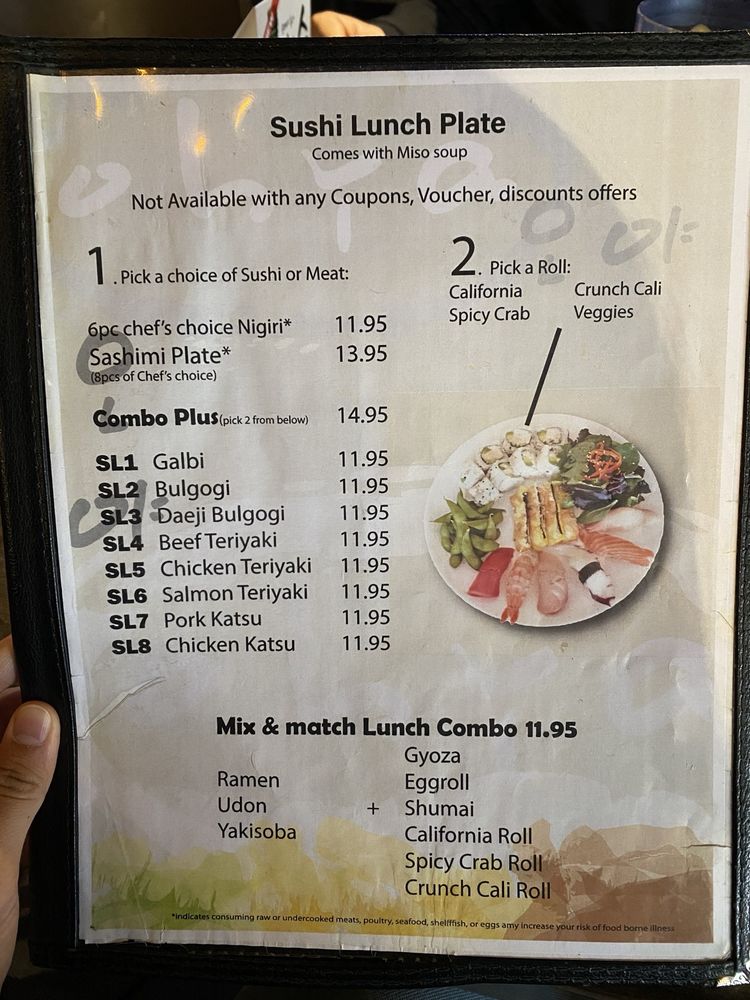 Sushi Lunch Plate
Comes with Miso soup
Not Available with any Coupons, Voucher, discounts offers
1. Pick a choice of Sushi or Meat:
6pc chef's choice Nigiri* 11.95
Sashimi Plate* 13.95
(8pcs of Chef's choice)
Combo Plus (pick 2 from below) 14.95
SL1 Galbi 11.95
SL2 Bulgogi 11.95
SL3 Daeji Bulgogi 11.95
SL4 Beef Teriyaki 11.95
SL5 Chicken Teriyaki 11.95
SL6 Salmon Teriyaki 11.95
SL7 Pork Katsu 11.95
SL8 Chicken Katsu 11.95
2. Pick a Roll:
California Crunch Cali
Spicy Crab Veggies
Mix & match Lunch Combo 11.95
Ramen
Udon
Yakisoba
+
Gyoza
Eggroll
Shumai
California Roll
Spicy Crab Roll
Crunch Cali Roll
*Indicates consuming raw or undercooked meats, poultry, seafood, shellffish, or eggs amy increase your risk of food borne illness